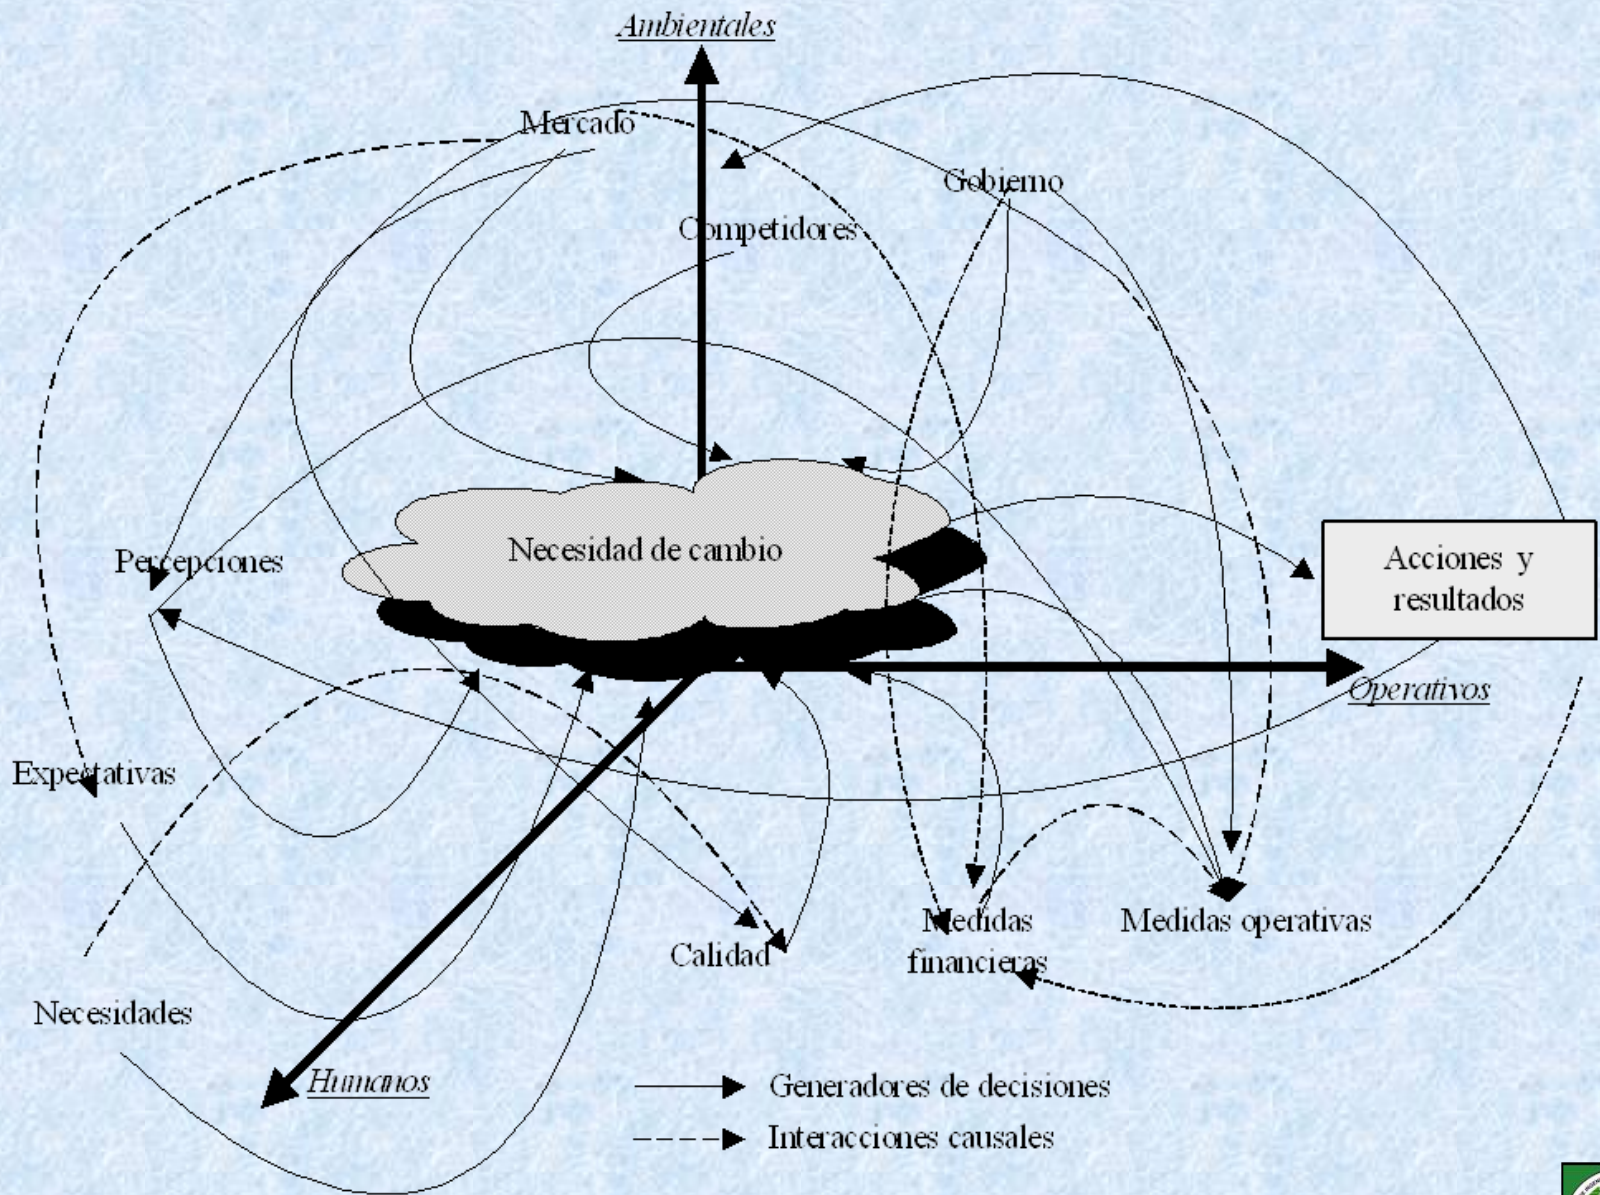 Ambientales
Mercado
Gobierno
Competidores
Necesidad de cambio
Acciones y
resultados
Percepciones
Operativos
Expectativas
Medidas
financieras
Medidas operativas
Calidad
Necesidades
Humanos
Generadores de decisiones
Interacciones causales